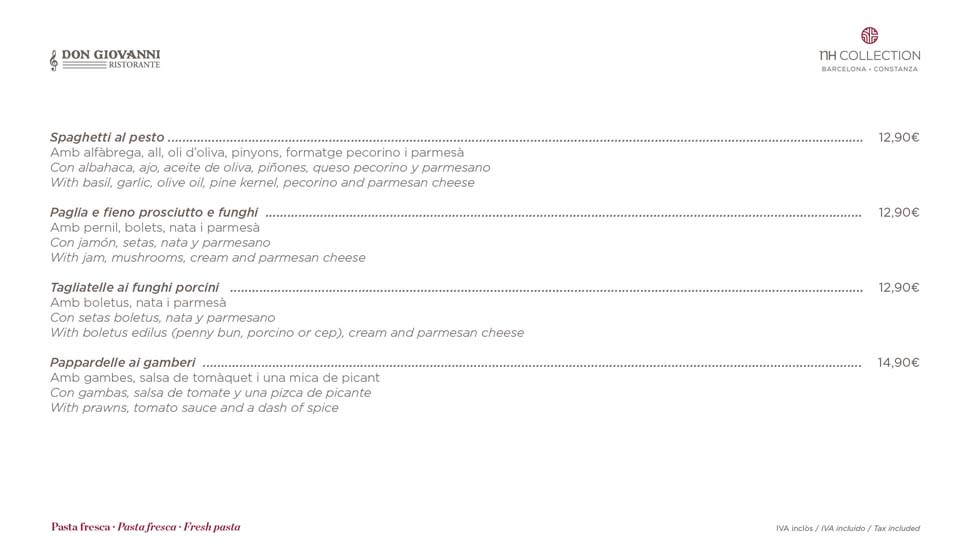 DON GIOVANNI
RISTORANTE
NH COLLECTION
BARCELONA • CONSTANZA
Spaghetti al pesto ........ 12,90€
Amb alfàbrega, all, oli d'oliva, pinyons, formatge pecorino i parmesà
Con albahaca, ajo, aceite de oliva, piñones, queso pecorino y parmesano
With basil, garlic, olive oil, pine kernel, pecorino and parmesan cheese
Paglia e fieno prosciutto e funghi ........ 12,90€
Amb pernil, bolets, nata i parmesà
Con jamón, setas, nata y parmesano
With jam, mushrooms, cream and parmesan cheese
Tagliatelle ai funghi porcini ........ 12,90€
Amb boletus, nata i parmesà
Con setas boletus, nata y parmesano
With boletus edilus (penny bun, porcino or cep), cream and parmesan cheese
Pappardelle ai gamberi ........ 14,90€
Amb gambes, salsa de tomàquet i una mica de picant
Con gambas, salsa de tomate y una pizca de picante
With prawns, tomato sauce and a dash of spice
Pasta fresca · Pasta fresca · Fresh pasta
IVA inclòs / IVA incluido / Tax included